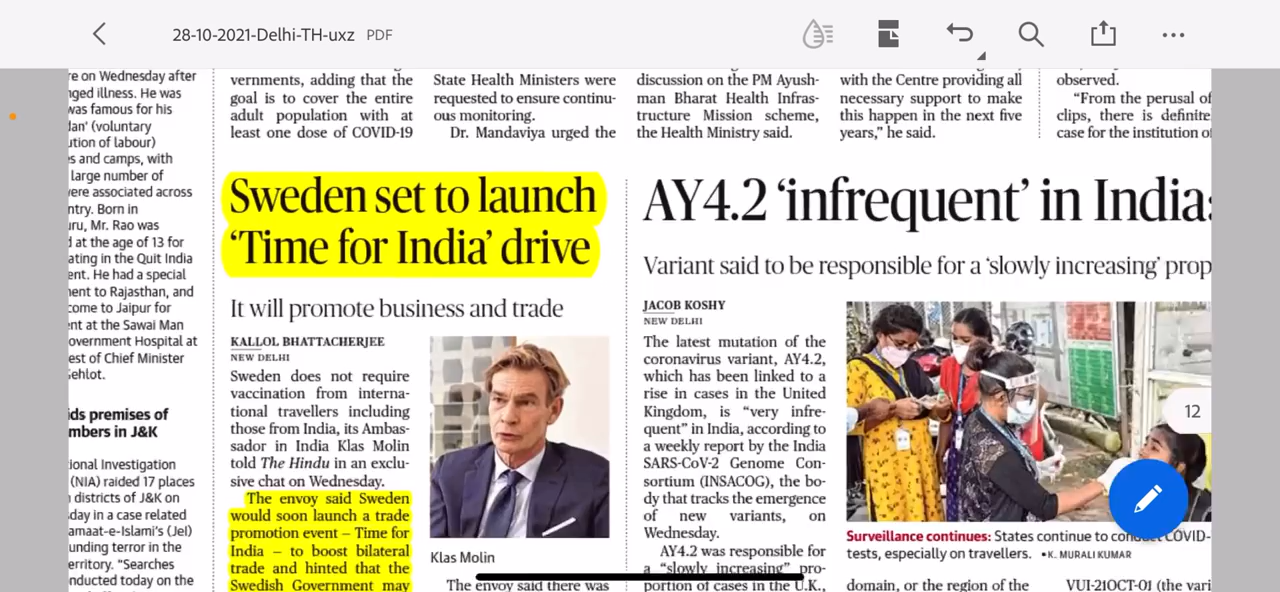 28-10-2021-Delhi-TH-uxz PDF
re on Wednesday after
nged illness. He was
was famous for his
dan' (voluntary
ution of labour)
s and camps, with
large number of
were associated across
ntry. Born in
uru, Mr. Rao was
d at the age of 13 for
ating in the Quit India
ent. He had a special
ment to Rajasthan, and
come to Jaipur for
nt at the Sawai Man
overnment Hospital at
est of Chief Minister
Gehlot.
ids premises of
mbers in J&K
ional Investigation
(NIA) raided 17 places
districts of J&K on
day in a case related
amaat-e-Islami's (JeI)
unding terror in the
erritory. "Searches
nducted today on the
vernments, adding that the
goal is to cover the entire
adult population with at
least one dose of COVID-19
State Health Ministers were
requested to ensure continu-
ous monitoring.
Dr. Mandaviya urged the
discussion on the PM Ayush-
man Bharat Health Infras-
tructure Mission scheme,
the Health Ministry said.
with the Centre providing all
necessary support to make
this happen in the next five
years," he said.
observed.
"From the perusal of
clips, there is definite
case for the institution of
Sweden set to launch
'Time for India' drive
It will promote business and trade
KALLOL BHATTACHERJEE
NEW DELHI
Sweden does not require
vaccination from interna-
tional travellers including
those from India, its Ambas-
sador in India Klas Molin
told The Hindu in an exclu-
sive chat on Wednesday.
The envoy said Sweden
would soon launch a trade
promotion event – Time for
India – to boost bilateral
trade and hinted that the
Swedish Government may
Klas Molin
The envoy said there was
AY4.2 'infrequent' in India:
Variant said to be responsible for a 'slowly increasing' prop
JACOB KOSHY
NEW DELHI
The latest mutation of the
coronavirus variant, AY4.2,
which has been linked to a
rise in cases in the United
Kingdom, is "very infre-
quent" in India, according to
a weekly report by the India
SARS-CoV-2 Genome Con-
sortium (INSACOG), the bo-
dy that tracks the emergence
of new variants, on
Wednesday.
AY4.2 was responsible for
a "slowly increasing" pro-
portion of cases in the U.K.,
12
Surveillance continues: States continue to conduct COVID-
tests, especially on travellers. •K. MURALI KUMAR
domain, or the region of the
VUI-21OCT-01 (the vari